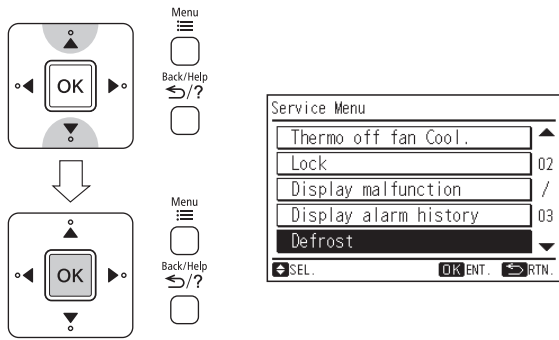 Menu
OK
Back/Help
/?
Menu
OK
Back/Help
/?
Service Menu
Thermo off fan Cool.
Lock
02
Display malfunction
/
Display alarm history
03
Defrost
SEL. OK ENT. RTN.